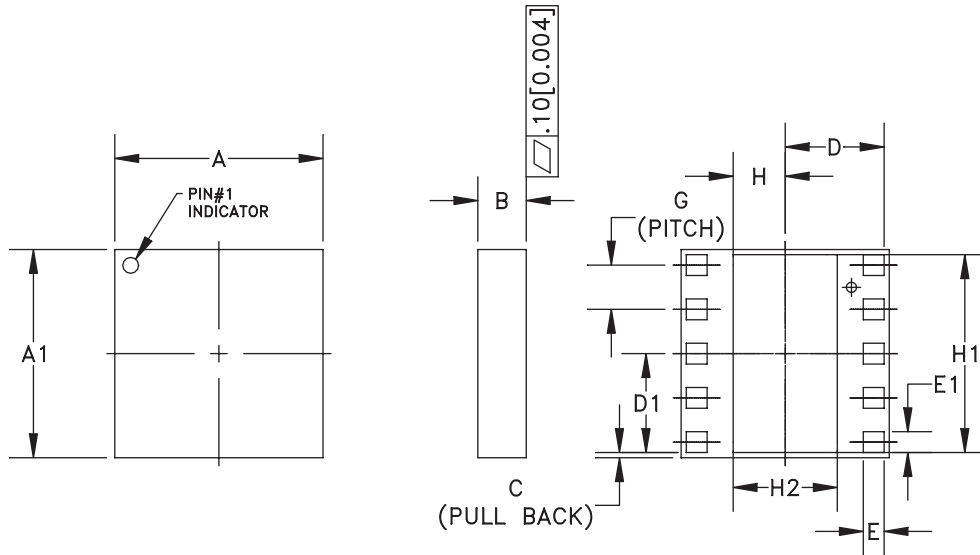 .10[0.004]
A
PIN#1
INDICATOR
A1
B
D
H
G
(PITCH)
H1
E1
D1
H2
C
(PULL BACK)
E